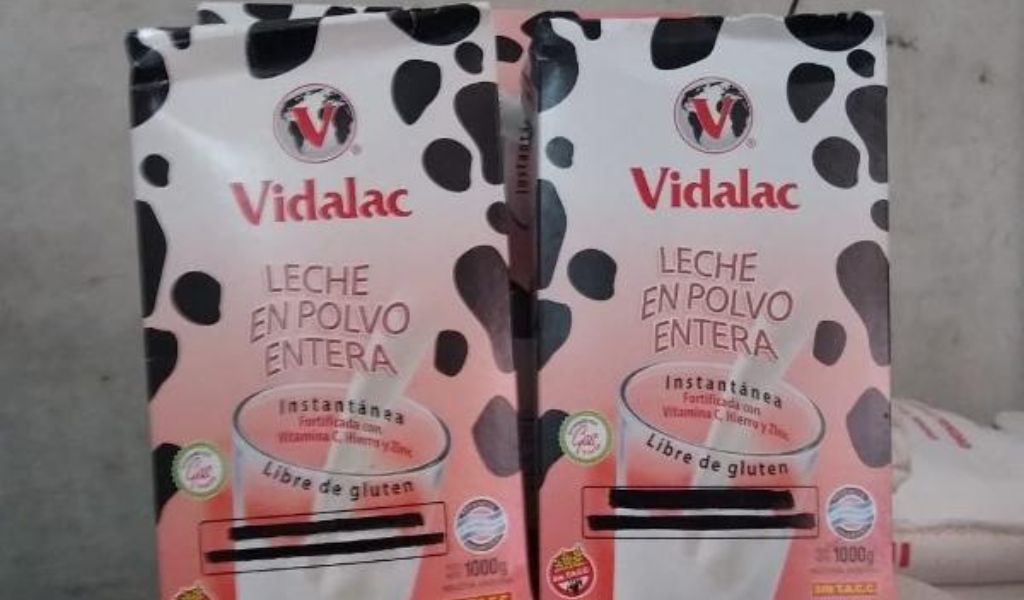 V
Vidalac
LECHE
EN POLVO
ENTERA
Instantánea
Fortificada con
Vitamina C, Hierro y Zinc
Libre de gluten
1000g
V
Vidalac
LECHE
EN POLVO
ENTERA
Instantánea
Fortificada con
Vitamina C, Hierro y Zinc
Libre de gluten
1000g
SIN T.A.C.C.
Instantánea